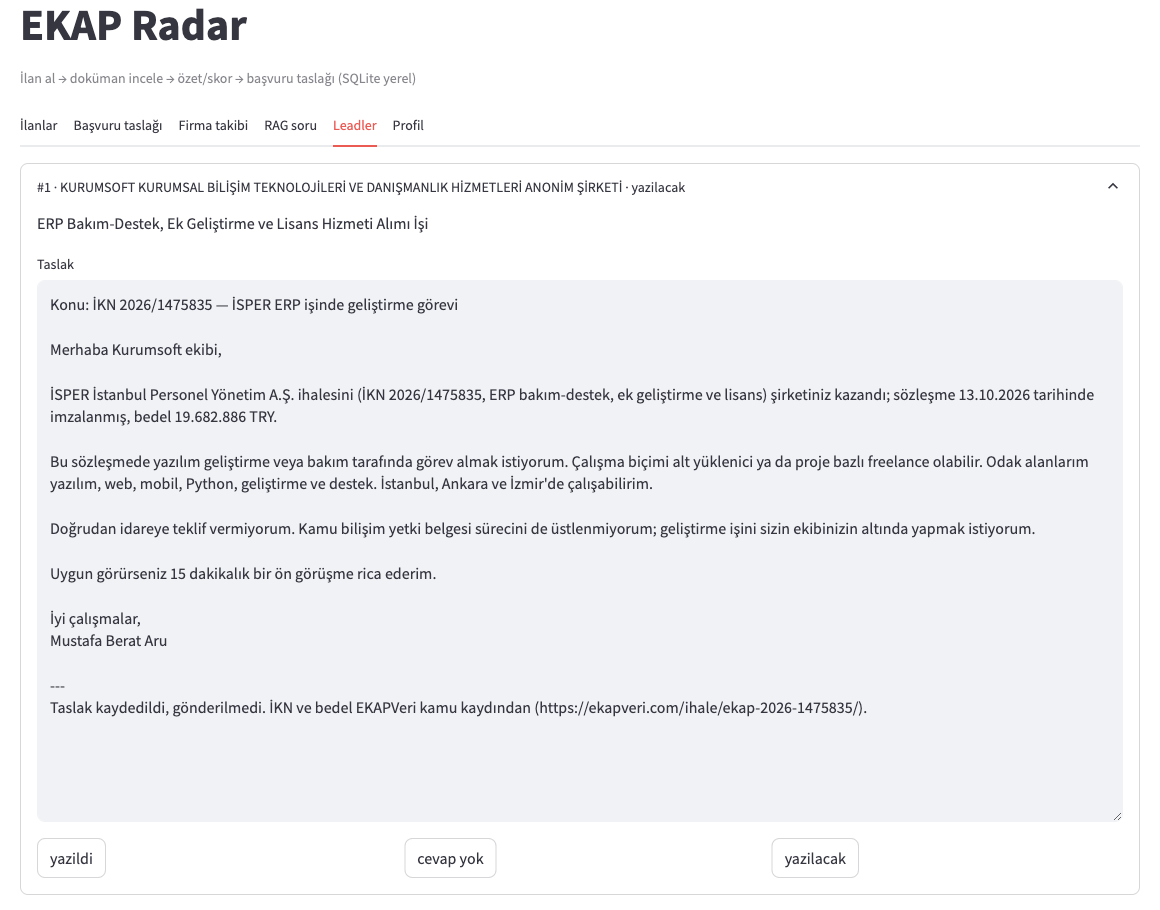 EKAP Radar
İlan al → doküman incele → özet/skor → başvuru taslağı (SQLite yerel)
İlanlar Başvuru taslağı Firma takibi RAG soru Leadler Profil
#1 · KURUMSOFT KURUMSAL BİLİŞİM TEKNOLOJİLERİ VE DANIŞMANLIK HİZMETLERİ ANONİM ŞİRKETİ · yazilacak
ERP Bakım-Destek, Ek Geliştirme ve Lisans Hizmeti Alımı İşi
Taslak
Konu: İKN 2026/1475835 — İSPER ERP işinde geliştirme görevi
Merhaba Kurumsoft ekibi,
İSPER İstanbul Personel Yönetim A.Ş. ihalesini (İKN 2026/1475835, ERP bakım-destek, ek geliştirme ve lisans) şirketiniz kazandı; sözleşme 13.10.2026 tarihinde
imzalanmış, bedel 19.682.886 TRY.
Bu sözleşmede yazılım geliştirme veya bakım tarafında görev almak istiyorum. Çalışma biçimi alt yüklenici ya da proje bazlı freelance olabilir. Odak alanlarım
yazılım, web, mobil, Python, geliştirme ve destek. İstanbul, Ankara ve İzmir'de çalışabilirim.
Doğrudan idareye teklif vermiyorum. Kamu bilişim yetki belgesi sürecini de üstlenmiyorum; geliştirme işini sizin ekibinizin altında yapmak istiyorum.
Uygun görürseniz 15 dakikalık bir ön görüşme rica ederim.
İyi çalışmalar,
Mustafa Berat Aru
---
Taslak kaydedildi, gönderilmedi. İKN ve bedel EKAPVeri kamu kaydından (https://ekapveri.com/ihale/ekap-2026-1475835/).
yazildi cevap yok yazilacak